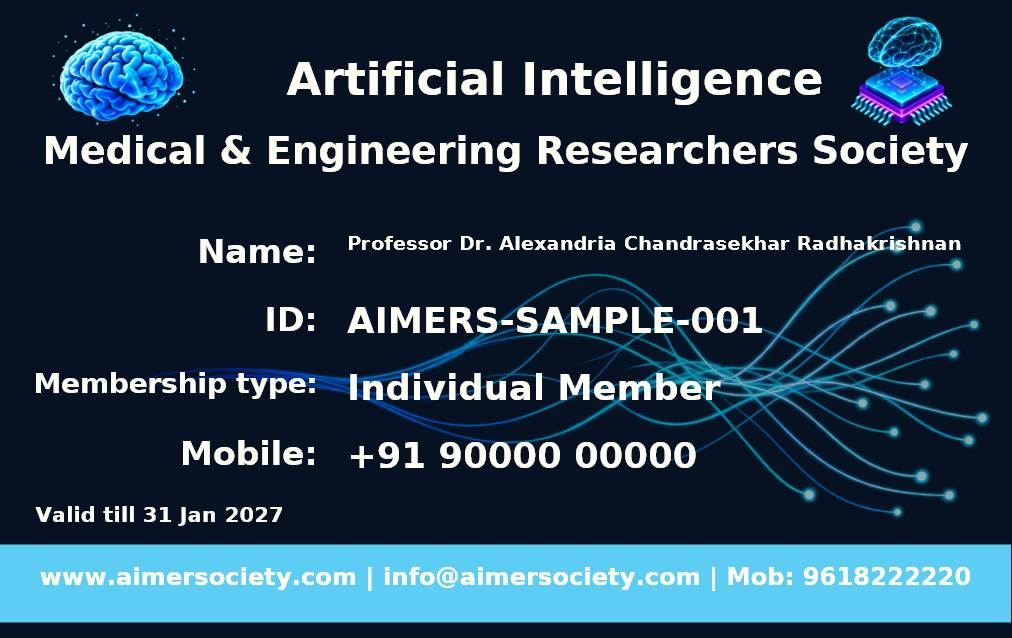 Artificial Intelligence
Medical & Engineering Researchers Society
Name: Professor Dr. Alexandria Chandrasekhar Radhakrishnan
ID: AIMERS-SAMPLE-001
Membership type: Individual Member
Mobile: +91 90000 00000
Valid till 31 Jan 2027
www.aimersociety.com | info@aimersociety.com | Mob: 9618222220